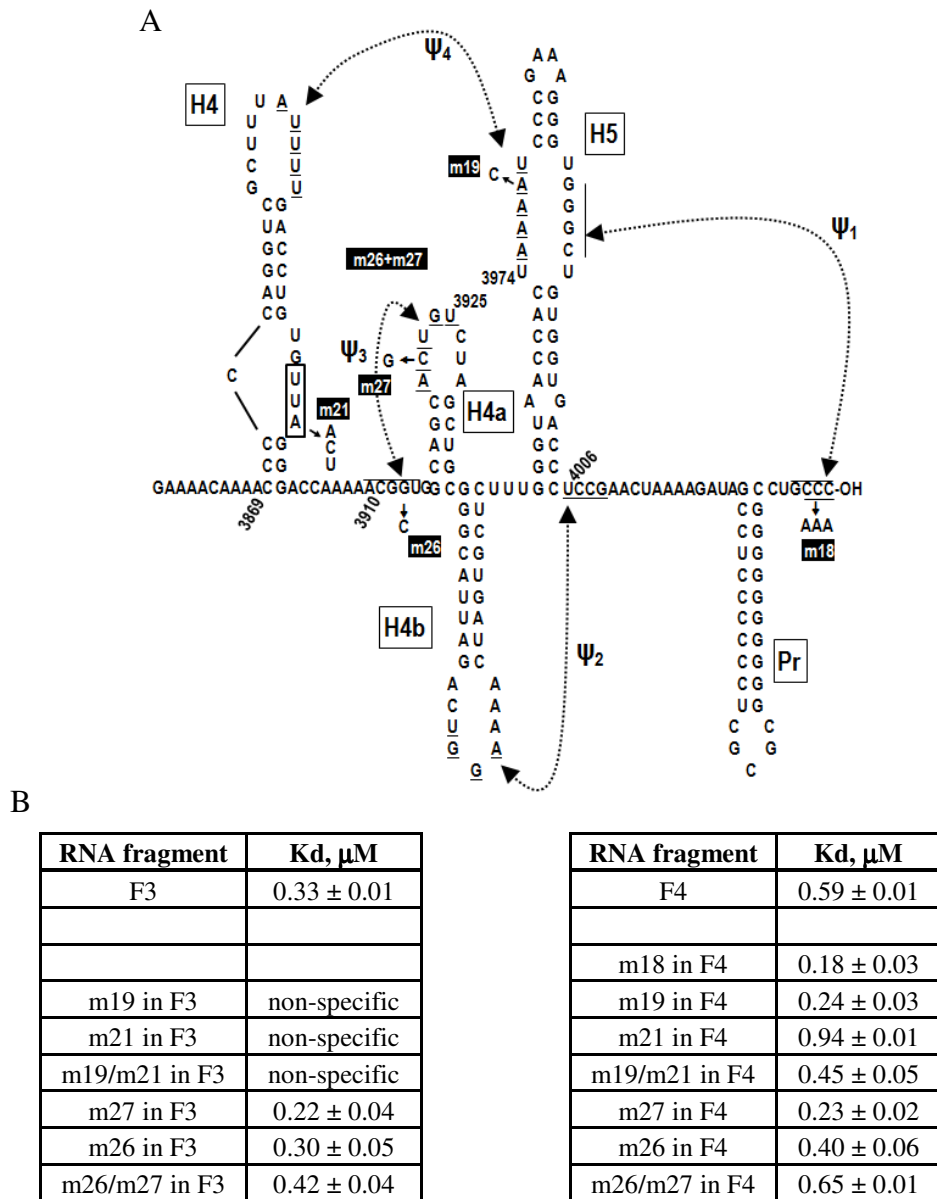 A
Ψ4
H4
H5
U A
U U
U U
C U
G U
C G
U A
G C
G C
A U
C G
C
U
G
U
U
A
C G
C G
A A
G A
m19
C
U
A
A
A
A
U
U
G
G
G
C
U
3974
Ψ1
m26+m27
3925
G U
U C
C U
A A
Ψ3
G
m27
H4a
m21
A
C
U
GAAAACAAAACGACCAAAAACGGUGGCGCUUUGCUCCGAACUAAAAGAUAGCCUGCCC-OH
3869
3910
4006
C
m26
AAA
m18
H4b
Ψ2
Pr
A A
C A
U A
G A
G
C C
G G
C
B
RNA fragment Kd, μM
F3 0.33 ± 0.01
m19 in F3 non-specific
m21 in F3 non-specific
m19/m21 in F3 non-specific
m27 in F3 0.22 ± 0.04
m26 in F3 0.30 ± 0.05
m26/m27 in F3 0.42 ± 0.04
RNA fragment Kd, μM
F4 0.59 ± 0.01
m18 in F4 0.18 ± 0.03
m19 in F4 0.24 ± 0.03
m21 in F4 0.94 ± 0.01
m19/m21 in F4 0.45 ± 0.05
m27 in F4 0.23 ± 0.02
m26 in F4 0.40 ± 0.06
m26/m27 in F4 0.65 ± 0.01